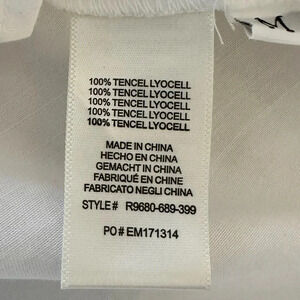 M
100% TENCEL LYOCELL
100% TENCEL LYOCELL
100% TENCEL LYOCELL
100% TENCEL LYOCELL
100% TENCEL LYOCELL
MADE IN CHINA
HECHO EN CHINA
GEMACHT IN CHINA
FABRIQUÉ EN CHINE
FABRICATO NEGLI CHINA
STYLE# R9680-689-399
PO # EM171314